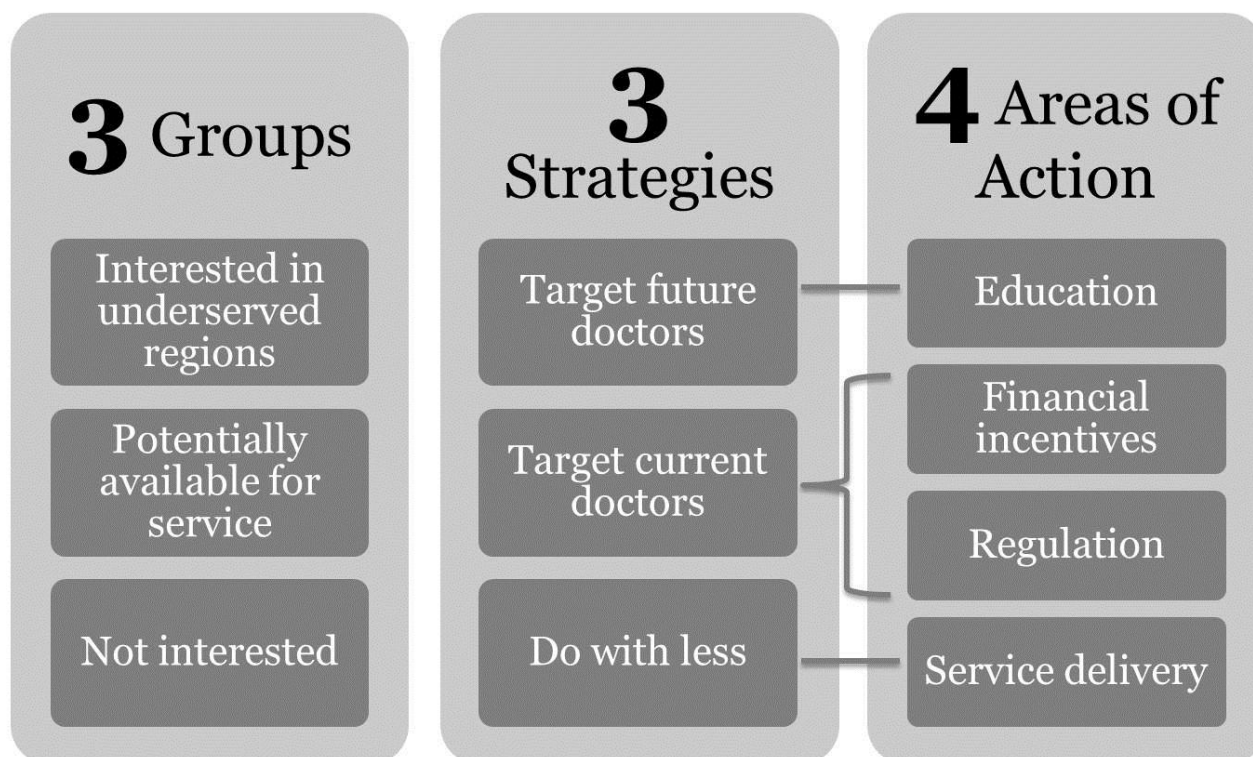 3 Groups
Interested in
underserved
regions
Potentially
available for
service
Not interested
3
Strategies
Target future
doctors
Target current
doctors
Do with less
4 Areas of
Action
Education
Financial
incentives
Regulation
Service delivery